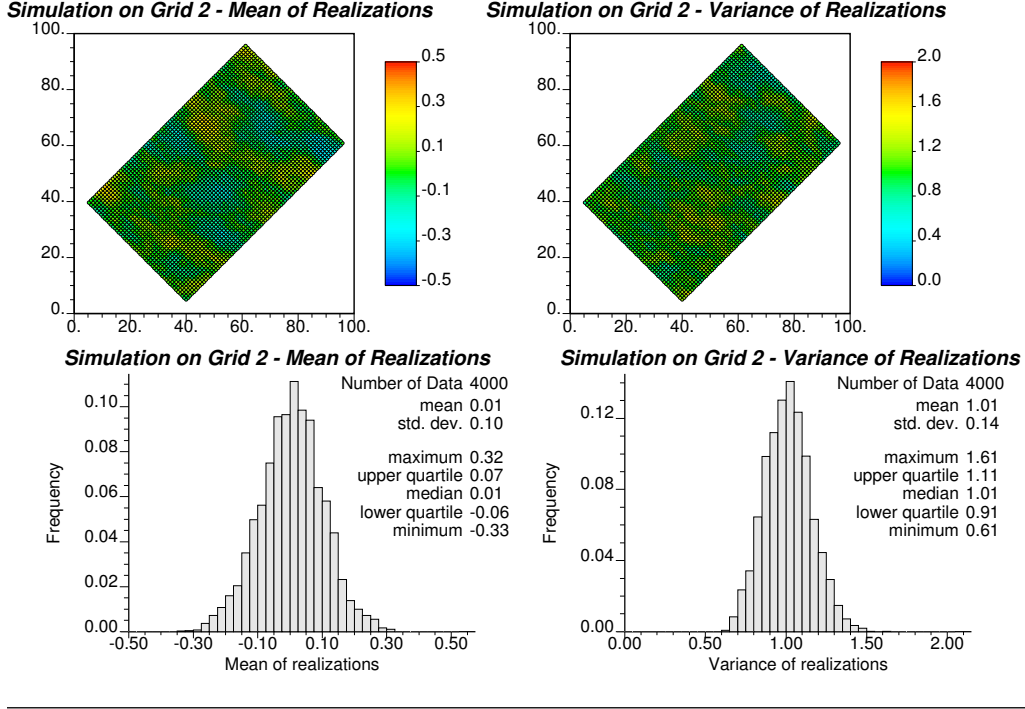 Simulation on Grid 2 - Mean of Realizations
100.
80.
60.
40.
20.
0.
0.
20.
40.
60.
80.
100.
0.5
0.3
0.1
-0.1
-0.3
-0.5
Simulation on Grid 2 - Variance of Realizations
100.
80.
60.
40.
20.
0.
0.
20.
40.
60.
80.
100.
2.0
1.6
1.2
0.8
0.4
0.0
Simulation on Grid 2 - Mean of Realizations
Frequency
0.10
0.08
0.06
0.04
0.02
0.00
-0.50
-0.30
-0.10
0.10
0.30
0.50
Mean of realizations
Number of Data 4000
mean 0.01
std. dev. 0.10
maximum 0.32
upper quartile 0.07
median 0.01
lower quartile -0.06
minimum -0.33
Simulation on Grid 2 - Variance of Realizations
Frequency
0.12
0.08
0.04
0.00
0.00
0.50
1.00
1.50
2.00
Variance of realizations
Number of Data 4000
mean 1.01
std. dev. 0.14
maximum 1.61
upper quartile 1.11
median 1.01
lower quartile 0.91
minimum 0.61